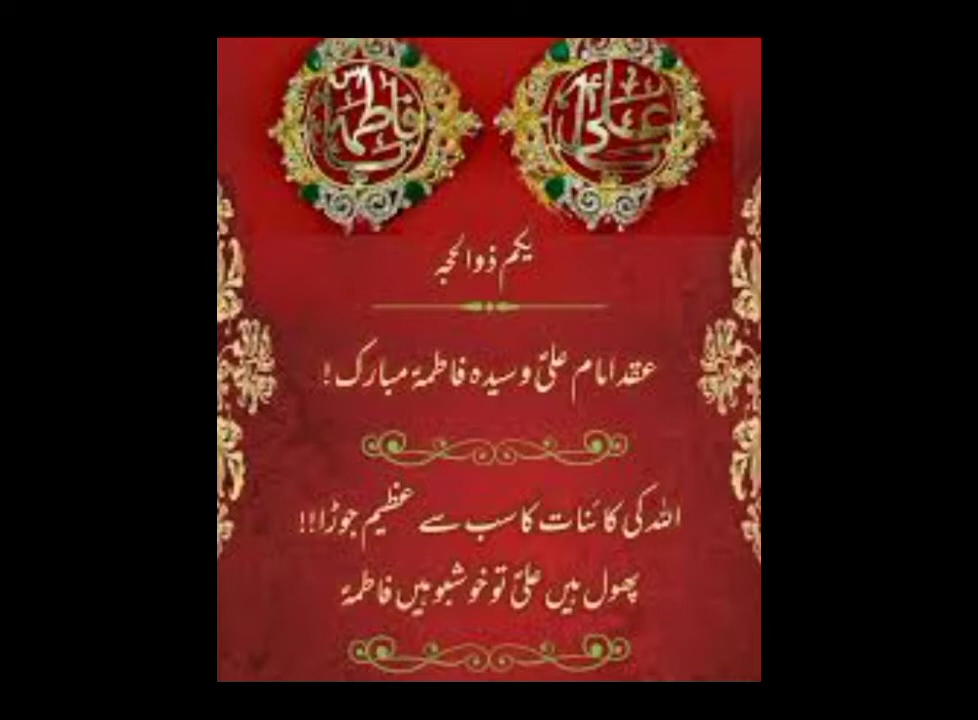 علیؑ
فاطمہؑ
یکم ذوالحجہ
عقد امام علیؑ و سیدہ فاطمہؑ مبارک!
اللہ کی کائنات کا سب سے عظیم جوڑا!!
پھول ہیں علیؑ تو خوشبو ہیں فاطمہؑ